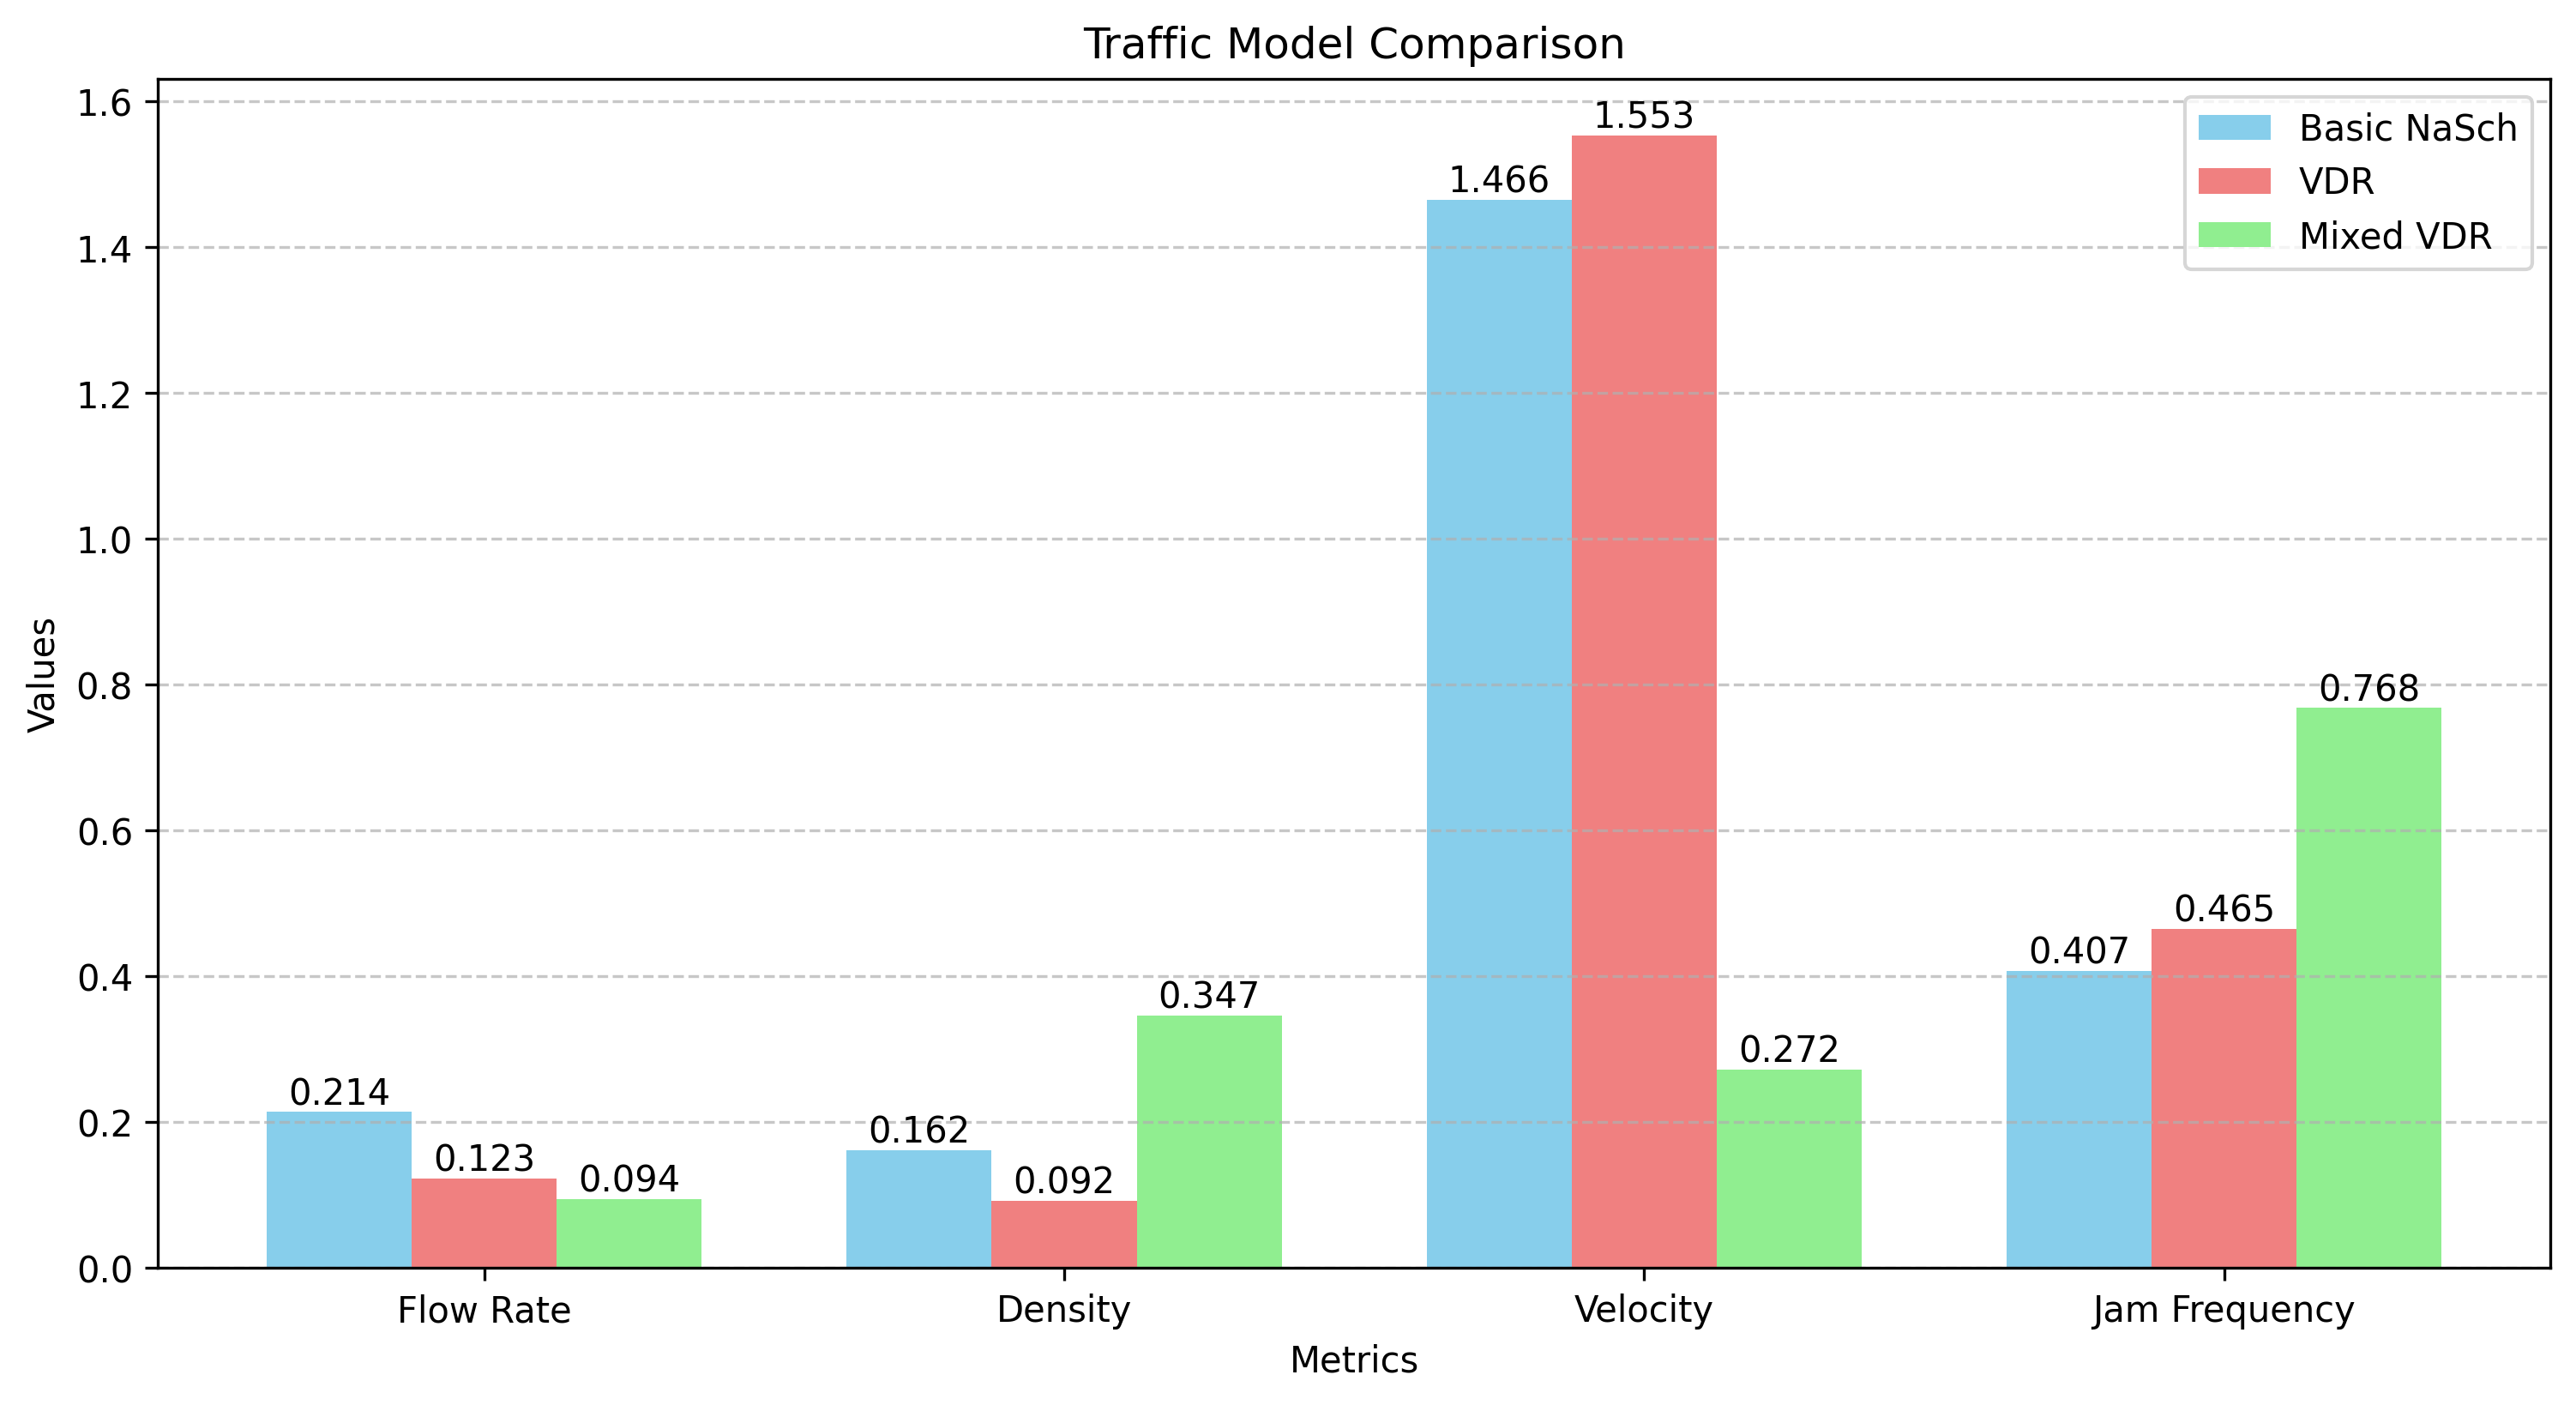 Traffic Model Comparison
1.6
1.4
1.2
1.0
0.8
0.6
0.4
0.2
0.0
Values
Basic NaSch
VDR
Mixed VDR
0.214
0.123
0.094
0.162
0.092
0.347
1.466
1.553
0.272
0.407
0.465
0.768
Flow Rate
Density
Velocity
Jam Frequency
Metrics